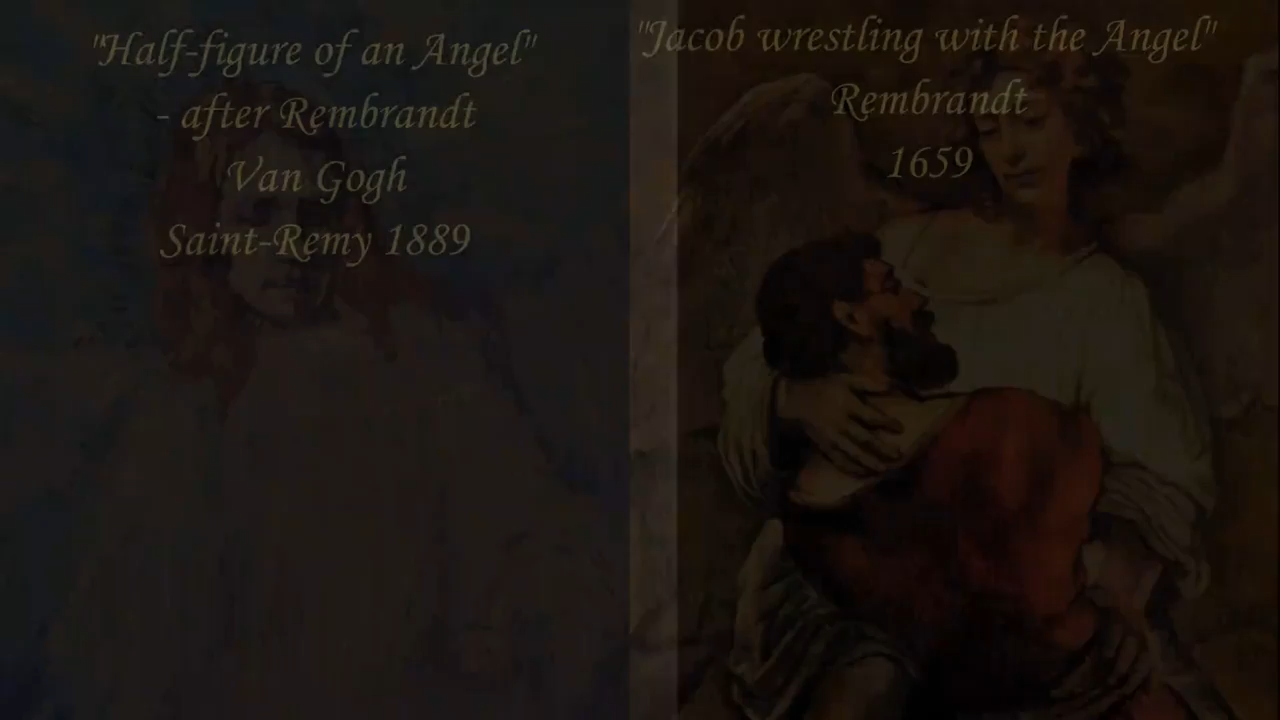 "Half-figure of an Angel"
- after Rembrandt
Van Gogh
Saint-Remy 1889
"Jacob wrestling with the Angel"
Rembrandt
1659